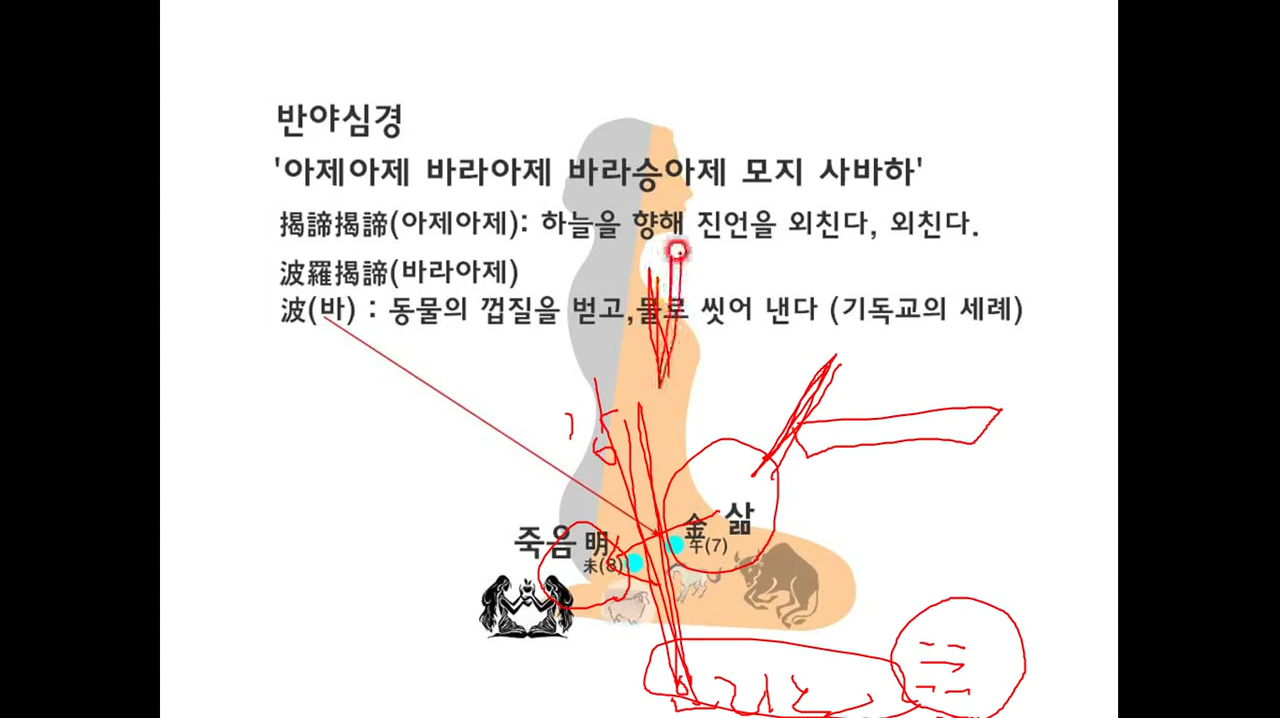 반야심경
'아제아제 바라아제 바라승아제 모지 사바하'
揭諦揭諦(아제아제): 하늘을 향해 진언을 외친다, 외친다.
波羅揭諦(바라아제)
波(바) : 동물의 껍질을 벗고,물로 씻어 낸다 (기독교의 세례)
강
金 삶
午(7)
죽음 明
未(8)